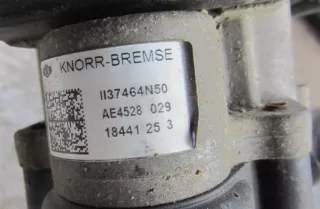 KNORR-BREMSE
II37464N50
AE4528 029
18441 25 3